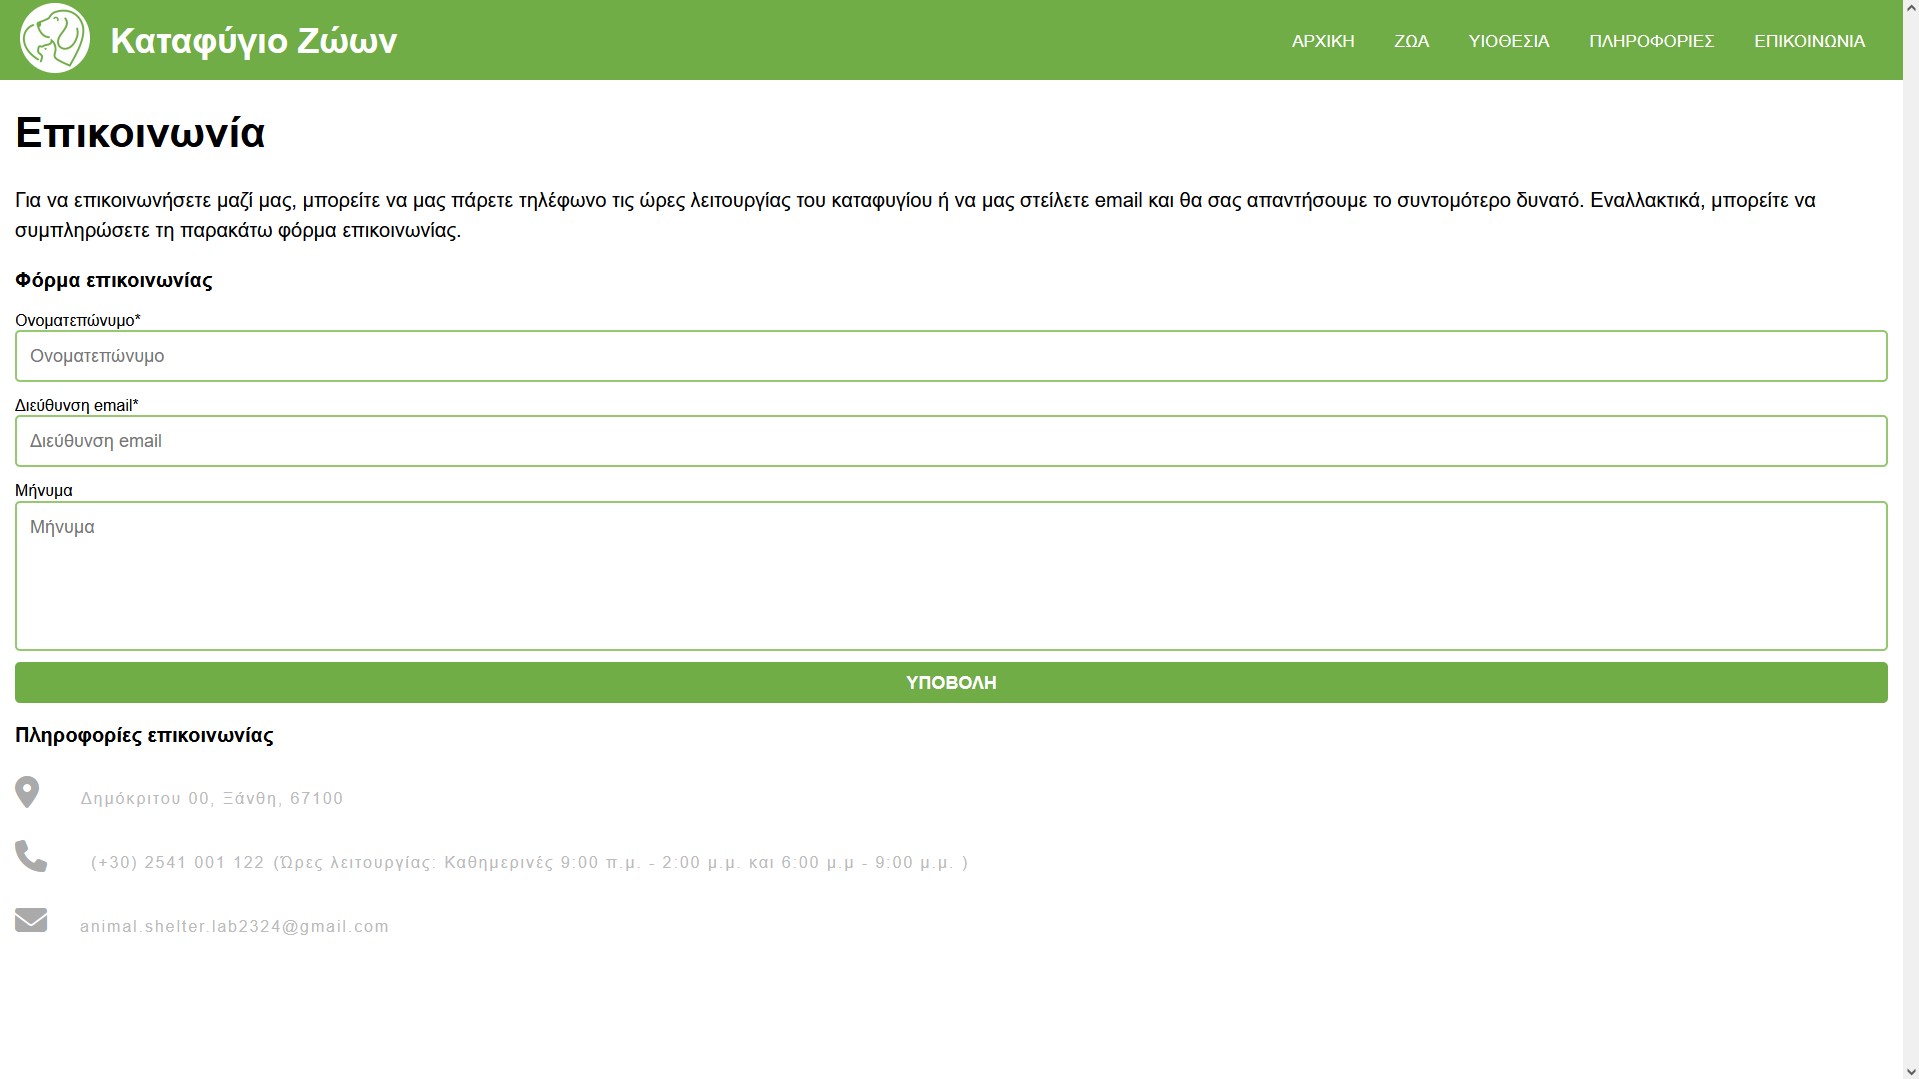 Καταφύγιο Ζώων
ΑΡΧΙΚΗ ΖΩΑ ΥΙΟΘΕΣΙΑ ΠΛΗΡΟΦΟΡΙΕΣ ΕΠΙΚΟΙΝΩΝΙΑ
Επικοινωνία
Για να επικοινωνήσετε μαζί μας, μπορείτε να μας πάρετε τηλέφωνο τις ώρες λειτουργίας του καταφυγίου ή να μας στείλετε email και θα σας απαντήσουμε το συντομότερο δυνατό. Εναλλακτικά, μπορείτε να
συμπληρώσετε τη παρακάτω φόρμα επικοινωνίας.
Φόρμα επικοινωνίας
Ονοματεπώνυμο*
Ονοματεπώνυμο
Διεύθυνση email*
Διεύθυνση email
Μήνυμα
Μήνυμα
ΥΠΟΒΟΛΗ
Πληροφορίες επικοινωνίας
Δημόκριτου 00, Ξάνθη, 67100
(+30) 2541 001 122 (Ώρες λειτουργίας: Καθημερινές 9:00 π.μ. - 2:00 μ.μ. και 6:00 μ.μ - 9:00 μ.μ. )
animal.shelter.lab2324@gmail.com